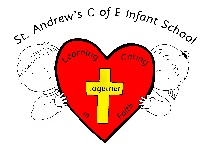 St. Andrew's C of E Infant School
Learning Caring
Together
in Faith